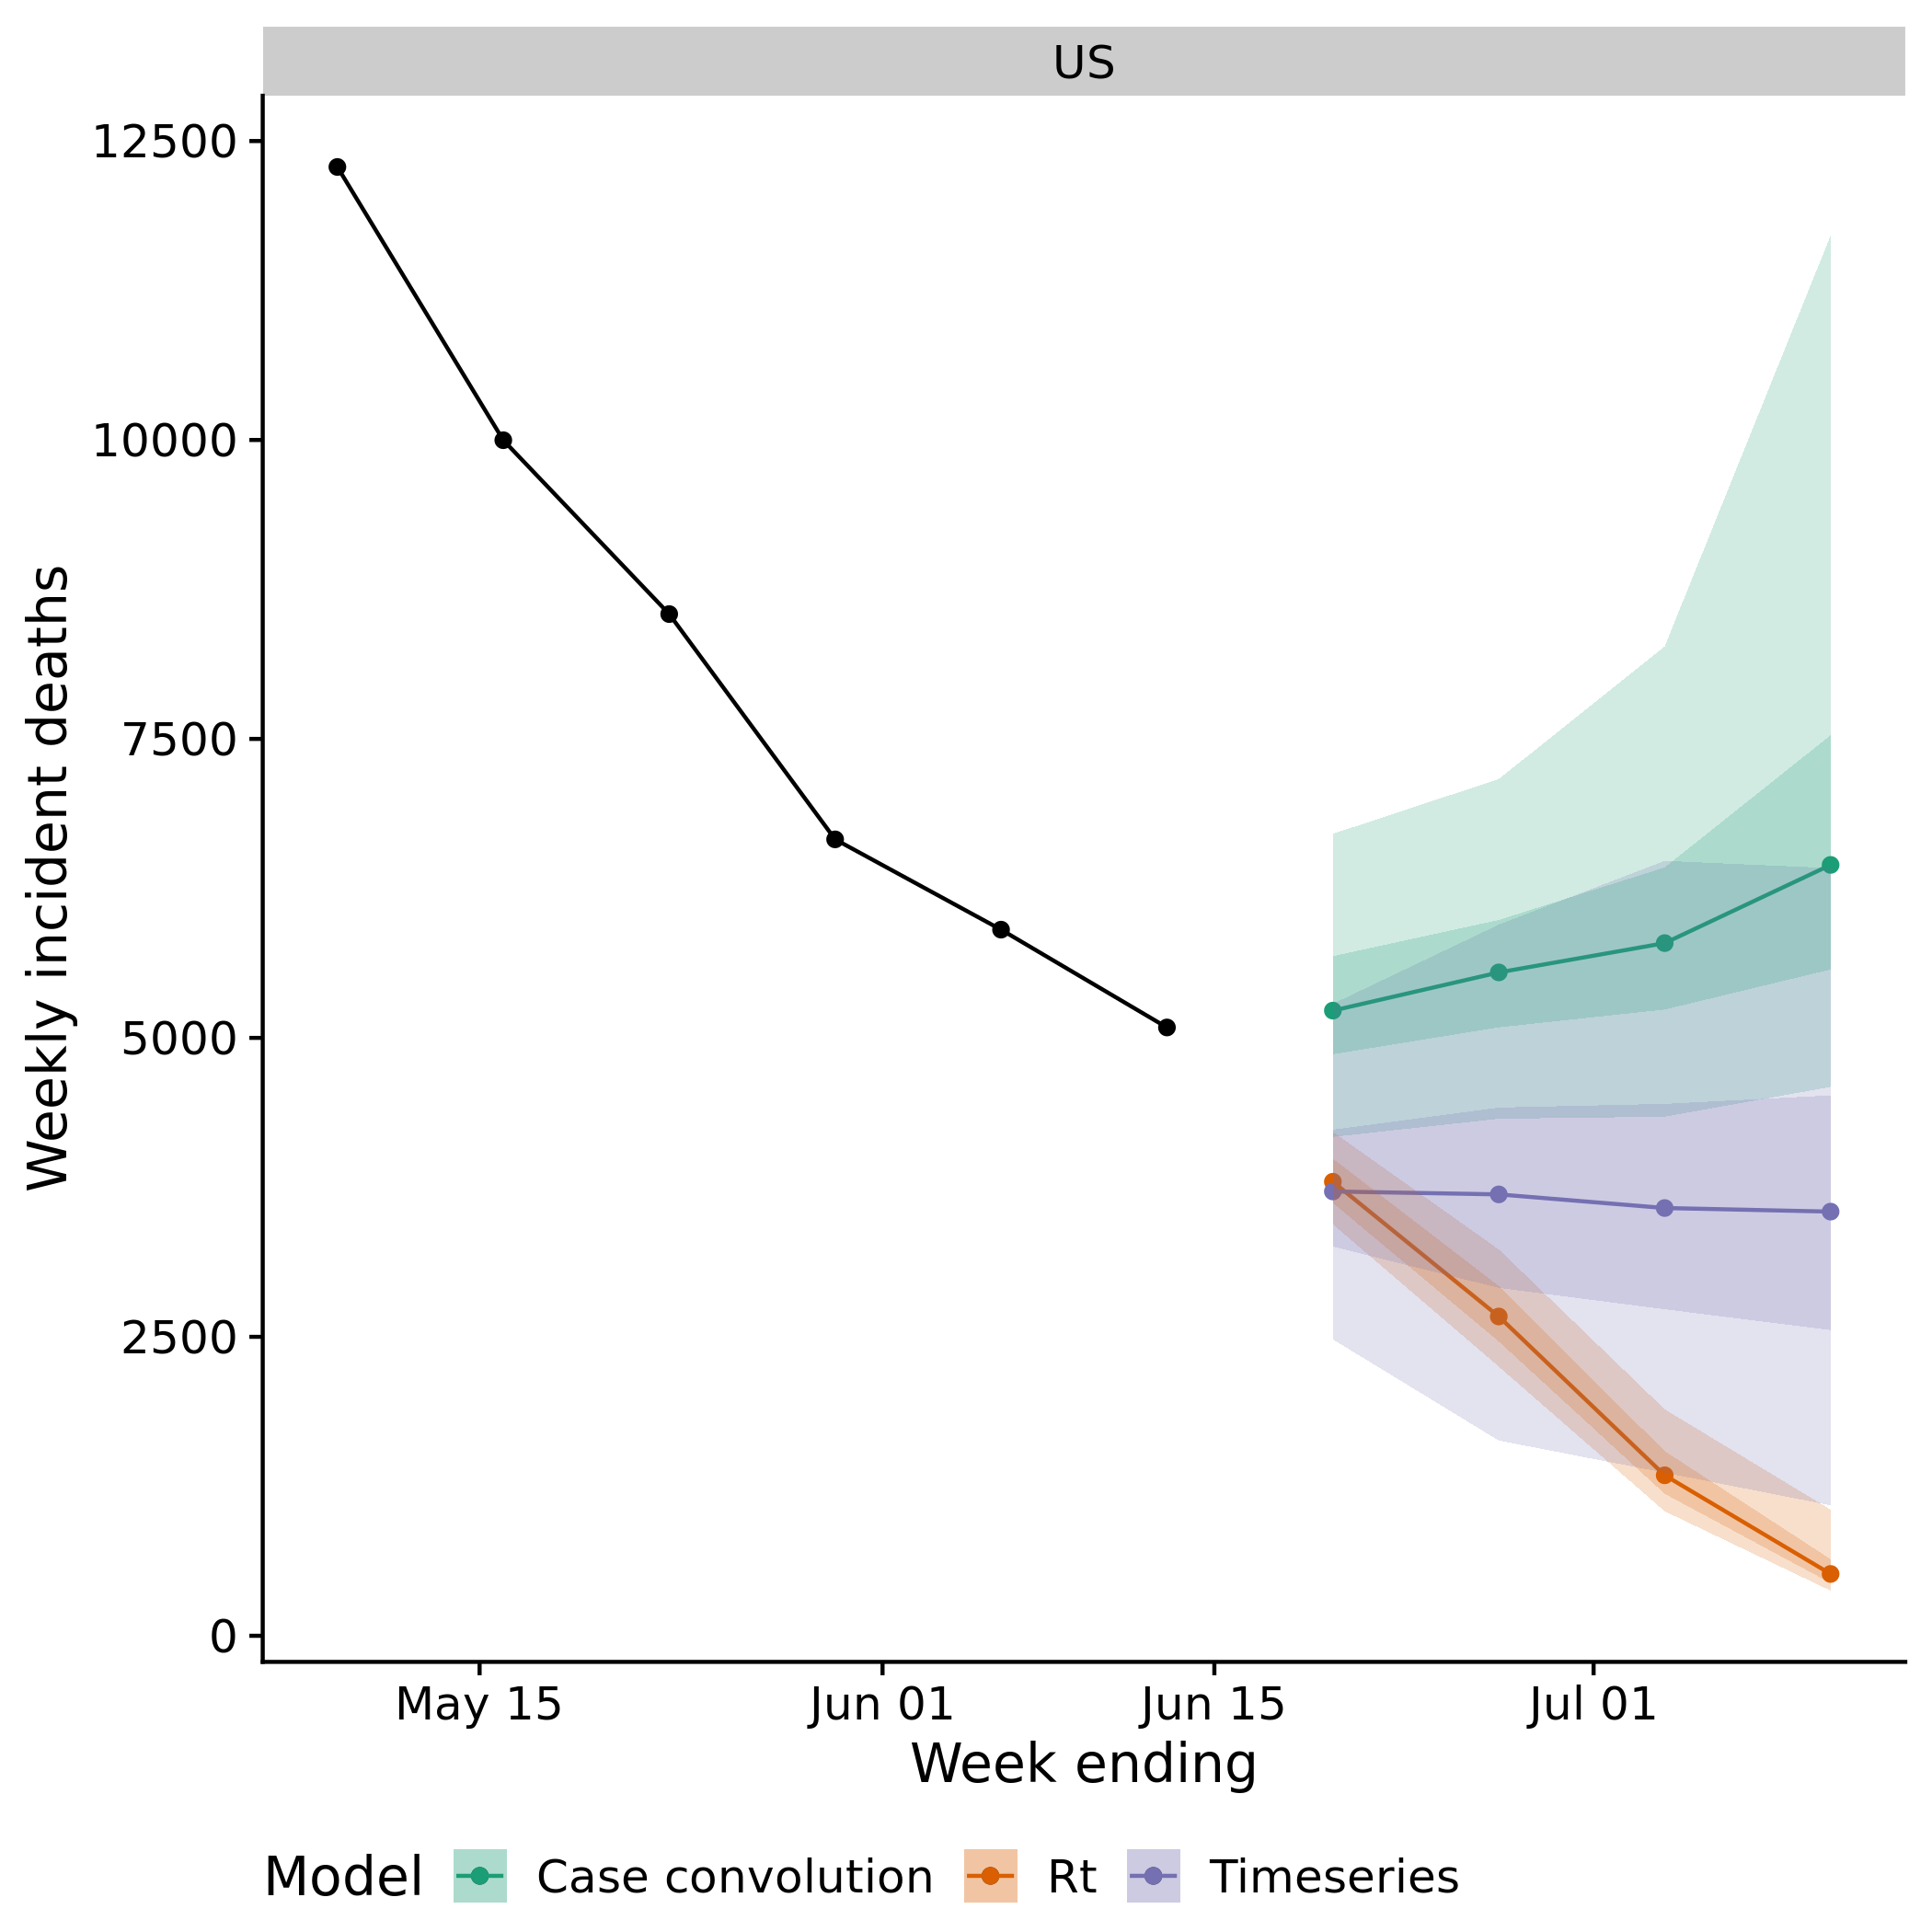 US
12500
10000
7500
5000
2500
0
Weekly incident deaths
May 15 Jun 01 Jun 15 Jul 01
Week ending
Model Case convolution Rt Timeseries